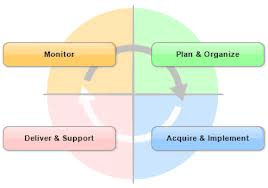 Monitor
Plan & Organize
Deliver & Support
Acquire & Implement